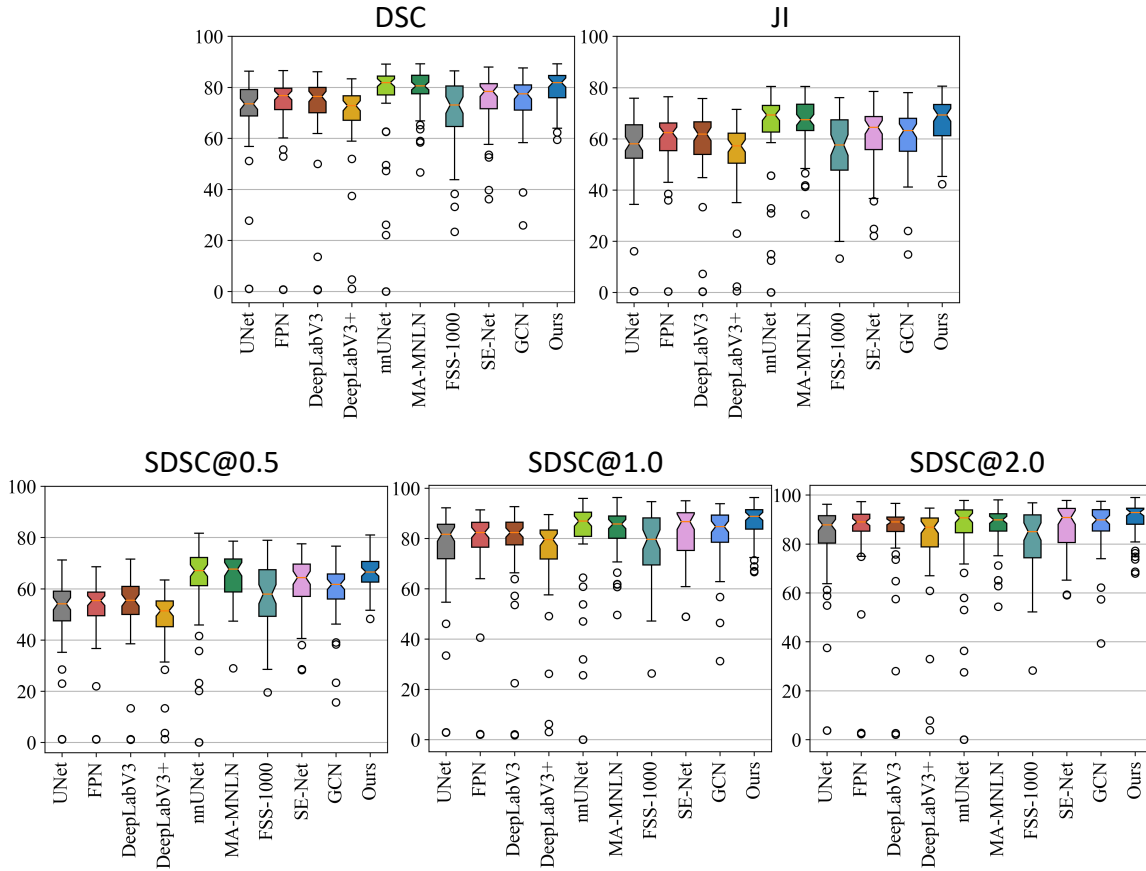 DSC
100
80
60
40
20
0
UNet
FPN
DeepLabV3
DeepLabV3+
nnUNet
MA-MNLN
FSS-1000
SE-Net
GCN
Ours
JI
100
80
60
40
20
0
UNet
FPN
DeepLabV3
DeepLabV3+
nnUNet
MA-MNLN
FSS-1000
SE-Net
GCN
Ours
SDSC@0.5
100
80
60
40
20
0
UNet
FPN
DeepLabV3
DeepLabV3+
nnUNet
MA-MNLN
FSS-1000
SE-Net
GCN
Ours
SDSC@1.0
100
80
60
40
20
0
UNet
FPN
DeepLabV3
DeepLabV3+
nnUNet
MA-MNLN
FSS-1000
SE-Net
GCN
Ours
SDSC@2.0
100
80
60
40
20
0
UNet
FPN
DeepLabV3
DeepLabV3+
nnUNet
MA-MNLN
FSS-1000
SE-Net
GCN
Ours